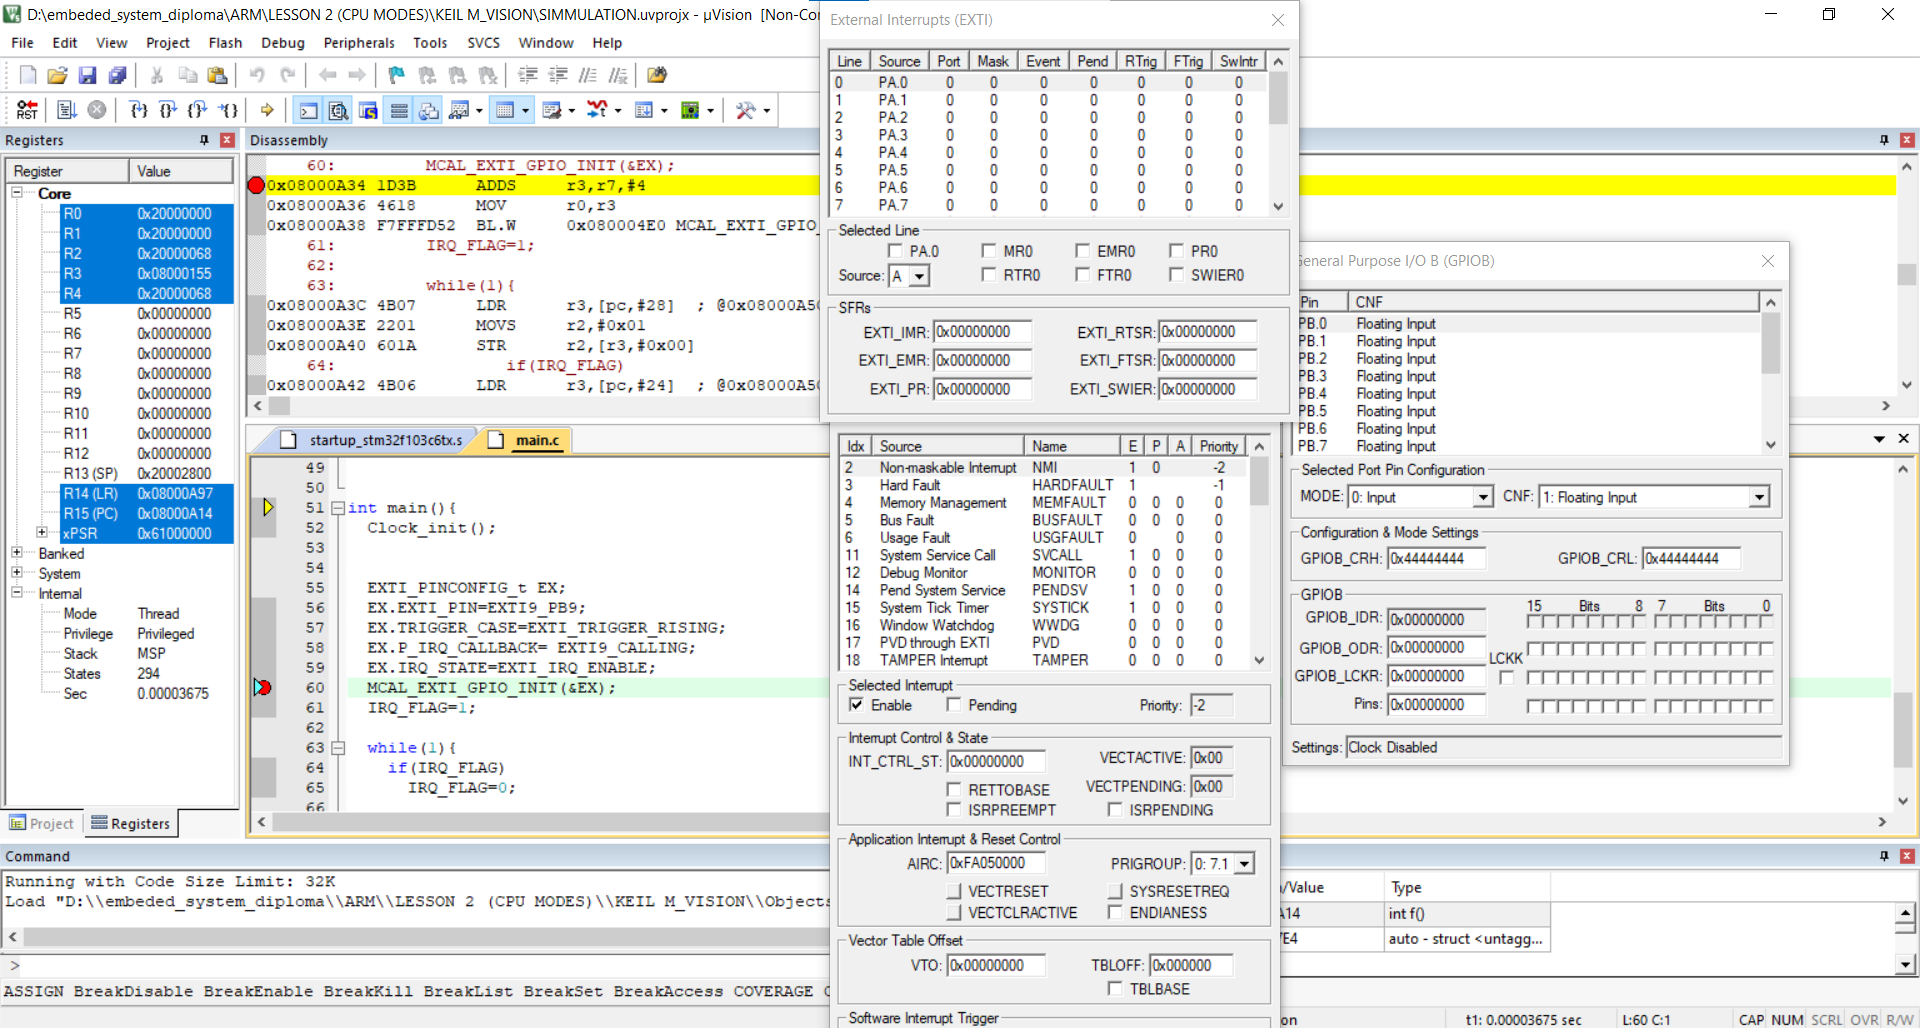 D:\embeded_system_diploma\ARM\LESSON 2 (CPU MODES)\KEIL M_VISION\SIMMULATION.uvprojx - µVision  [Non-Co
File Edit View Project Flash Debug Peripherals Tools SVCS Window Help
Registers
Register Value
Core
R0 0x20000000
R1 0x20000000
R2 0x20000068
R3 0x08000155
R4 0x20000068
R5 0x00000000
R6 0x00000000
R7 0x00000000
R8 0x00000000
R9 0x00000000
R10 0x00000000
R11 0x00000000
R12 0x00000000
R13 (SP) 0x20002800
R14 (LR) 0x08000A97
R15 (PC) 0x08000A14
xPSR 0x61000000
Banked
System
Internal
Mode Thread
Privilege Privileged
Stack MSP
States 294
Sec 0.00003675
Project Registers
Disassembly
60: MCAL_EXTI_GPIO_INIT(&EX);
0x08000A34 1D3B ADDS r3,r7,#4
0x08000A36 4618 MOV r0,r3
0x08000A38 F7FFFD52 BL.W 0x080004E0 MCAL_EXTI_GPIO_
61: IRQ_FLAG=1;
62:
63: while(1){
0x08000A3C 4B07 LDR r3,[pc,#28] ; @0x08000A5
0x08000A3E 2201 MOVS r2,#0x01
0x08000A40 601A STR r2,[r3,#0x00]
64: if(IRQ_FLAG)
0x08000A42 4B06 LDR r3,[pc,#24] ; @0x08000A5
startup_stm32f103c6tx.s main.c
49
50
51 int main(){
52 Clock_init();
53
54
55 EXTI_PINCONFIG_t EX;
56 EX.EXTI_PIN=EXTI9_PB9;
57 EX.TRIGGER_CASE=EXTI_TRIGGER_RISING;
58 EX.P_IRQ_CALLBACK= EXTI9_CALLING;
59 EX.IRQ_STATE=EXTI_IRQ_ENABLE;
60 MCAL_EXTI_GPIO_INIT(&EX);
61 IRQ_FLAG=1;
62
63 while(1){
64 if(IRQ_FLAG)
65 IRQ_FLAG=0;
66
External Interrupts (EXTI)
Line Source Port Mask Event Pend RTrig FTrig SwIntr
0 PA.0 0 0 0 0 0 0 0
1 PA.1 0 0 0 0 0 0 0
2 PA.2 0 0 0 0 0 0 0
3 PA.3 0 0 0 0 0 0 0
4 PA.4 0 0 0 0 0 0 0
5 PA.5 0 0 0 0 0 0 0
6 PA.6 0 0 0 0 0 0 0
7 PA.7 0 0 0 0 0 0 0
Selected Line
PA.0 MR0 EMR0 PR0
Source: A RTR0 FTR0 SWIER0
SFRs
EXTI_IMR: 0x00000000 EXTI_RTSR: 0x00000000
EXTI_EMR: 0x00000000 EXTI_FTSR: 0x00000000
EXTI_PR: 0x00000000 EXTI_SWIER: 0x00000000
Idx Source Name E P A Priority
2 Non-maskable Interrupt NMI 1 0 -2
3 Hard Fault HARDFAULT 1 -1
4 Memory Management MEMFAULT 0 0 0 0
5 Bus Fault BUSFAULT 0 0 0 0
6 Usage Fault USGFAULT 0 0 0
11 System Service Call SVCALL 1 0 0 0
12 Debug Monitor MONITOR 0 0 0 0
14 Pend System Service PENDSV 1 0 0 0
15 System Tick Timer SYSTICK 1 0 0 0
16 Window Watchdog WWDG 0 0 0 0
17 PVD through EXTI PVD 0 0 0 0
18 TAMPER Interrupt TAMPER 0 0 0 0
Selected Interrupt
Enable Pending Priority: -2
Interrupt Control & State
INT_CTRL_ST: 0x00000000 VECTACTIVE: 0x00
RETTOBASE VECTPENDING: 0x00
ISRPREEMPT ISRPENDING
Application Interrupt & Reset Control
AIRC: 0xFA050000 PRIGROUP: 0: 7.1
VECTRESET SYSRESETREQ
VECTCLRACTIVE ENDIANESS
Vector Table Offset
VTO: 0x00000000 TBLOFF: 0x000000
TBLBASE
Software Interrupt Trigger
General Purpose I/O B (GPIOB)
Pin CNF
PB.0 Floating Input
PB.1 Floating Input
PB.2 Floating Input
PB.3 Floating Input
PB.4 Floating Input
PB.5 Floating Input
PB.6 Floating Input
PB.7 Floating Input
Selected Port Pin Configuration
MODE: 0: Input CNF: 1: Floating Input
Configuration & Mode Settings
GPIOB_CRH: 0x44444444 GPIOB_CRL: 0x44444444
GPIOB
15 Bits 8 7 Bits 0
GPIOB_IDR: 0x00000000
GPIOB_ODR: 0x00000000
LCKK
GPIOB_LCKR: 0x00000000
Pins: 0x00000000
Settings: Clock Disabled
Command
Running with Code Size Limit: 32K
Load "D:\\embeded_system_diploma\\ARM\\LESSON 2 (CPU MODES)\\KEIL M_VISION\\Objects
>
ASSIGN BreakDisable BreakEnable BreakKill BreakList BreakSet BreakAccess COVERAGE
/Value Type
A14 int f()
7E4 auto - struct <untagg...
on t1: 0.00003675 sec L:60 C:1 CAP NUM SCRL OVR R/W